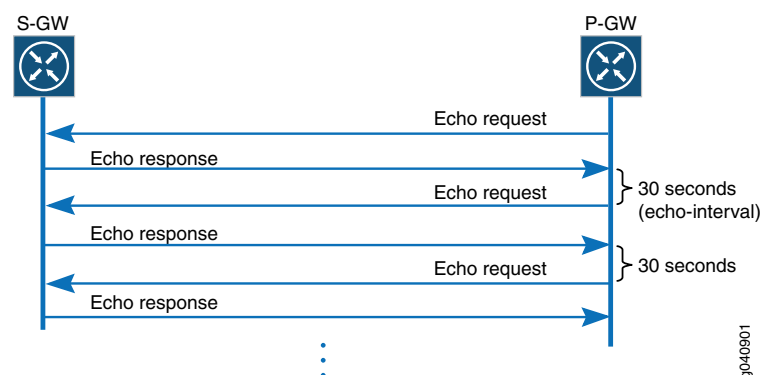 S-GW
P-GW
Echo request
Echo response
Echo request
30 seconds
(echo-interval)
Echo response
Echo request
30 seconds
Echo response
g040901